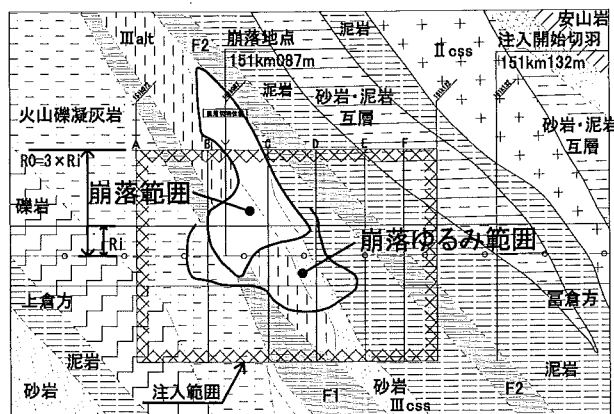 Ⅲalt
F2
崩落地点
151km087m
泥岩
Ⅱcss
安山岩
注入開始切羽
151km132m
泥岩
砂岩・泥岩
互層
火山礫凝灰岩
砂岩・泥岩
互層
A
B
C
D
E
F
R0=3×Ri
崩落範囲
礫岩
Ri
崩落ゆるみ範囲
上倉方
冨倉方
泥岩
砂岩
注入範囲
F1
砂岩
Ⅲcss
F2
泥岩